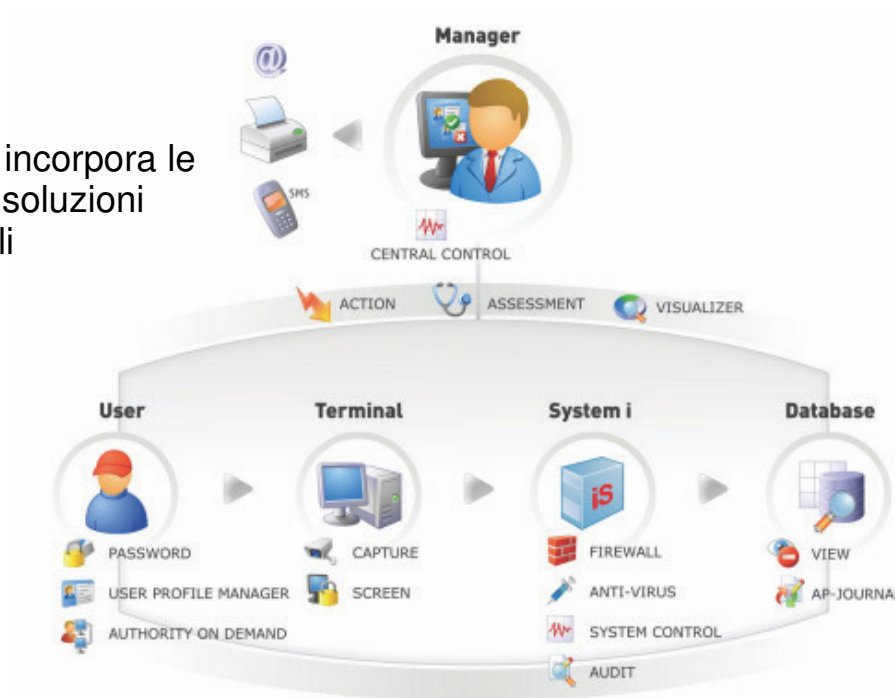 Manager
@
incorpora le
soluzioni
SMS
CENTRAL CONTROL
ACTION ASSESSMENT VISUALIZER
User Terminal System i Database
iS
PASSWORD CAPTURE FIREWALL VIEW
USER PROFILE MANAGER SCREEN ANTI-VIRUS AP-JOURNA
AUTHORITY ON DEMAND SYSTEM CONTROL
AUDIT